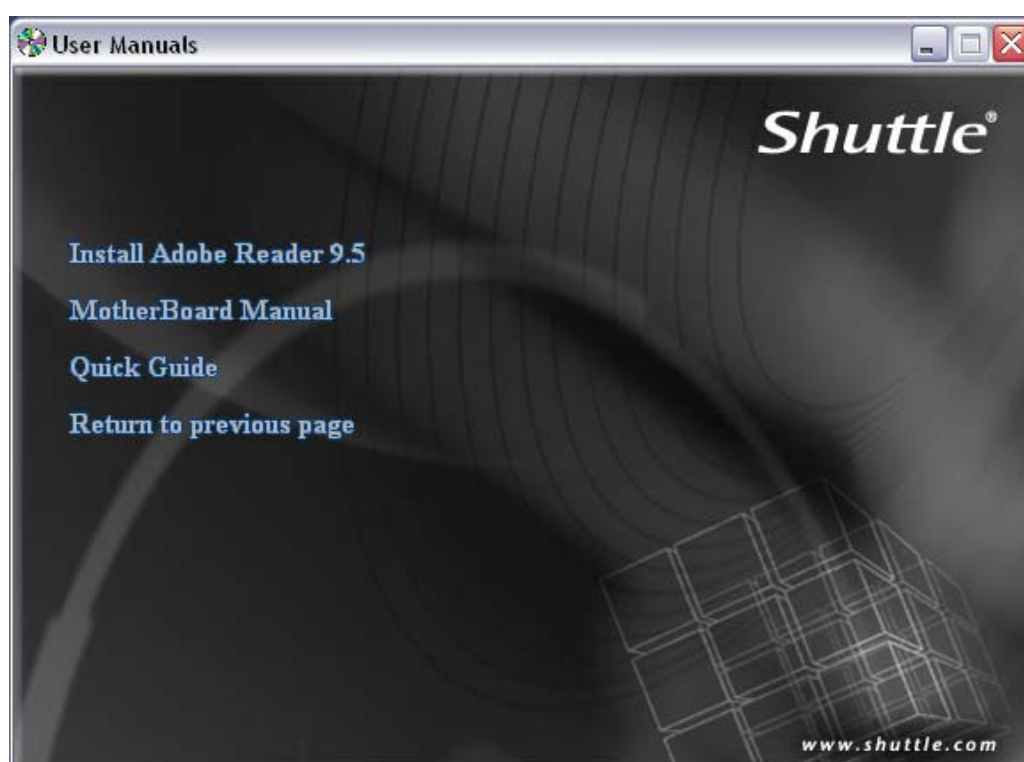 User Manuals
Shuttle®
Install Adobe Reader 9.5
MotherBoard Manual
Quick Guide
Return to previous page
www.shuttle.com